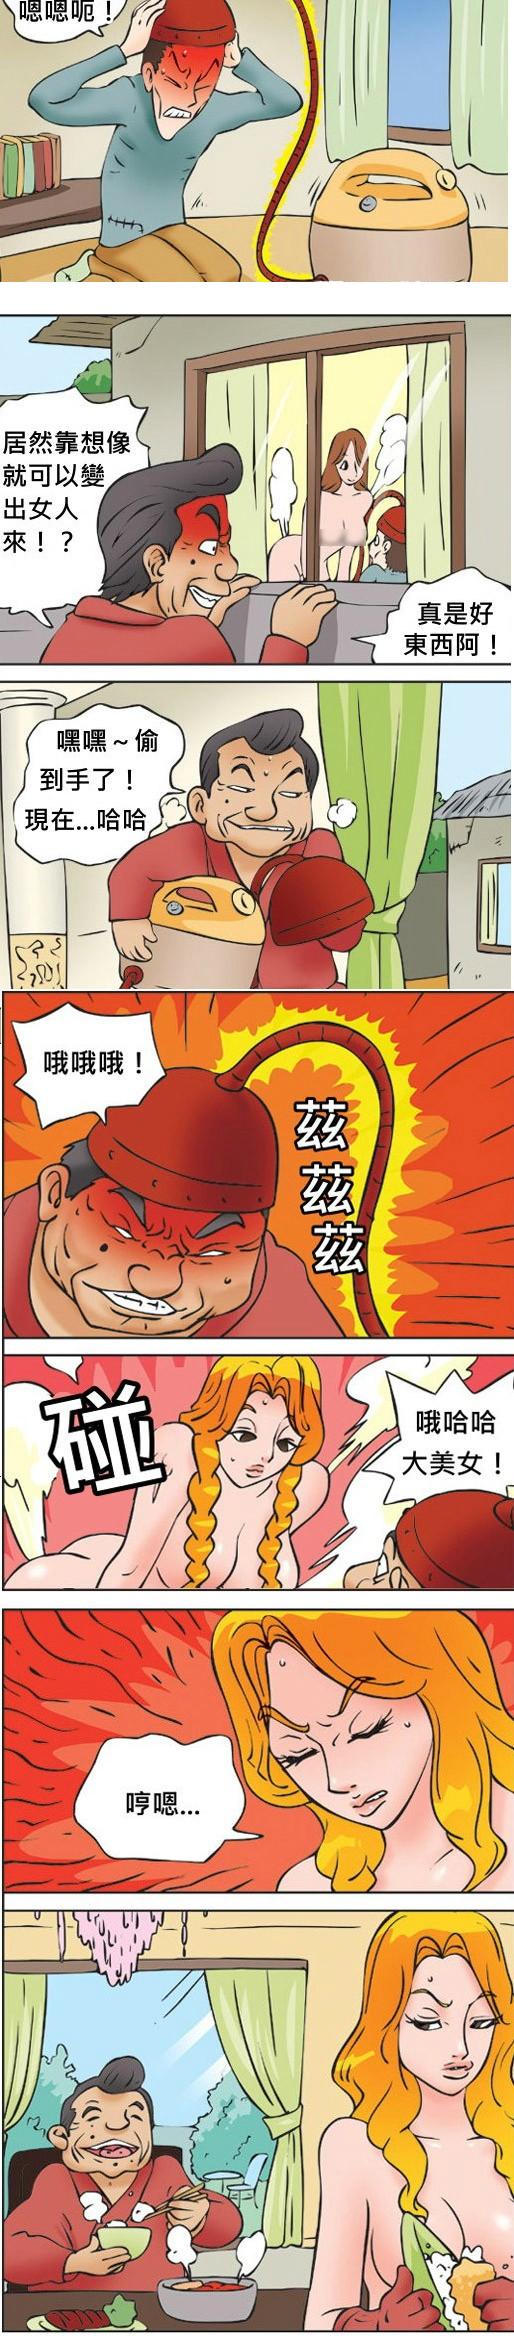 嗯嗯呃！
居然靠想像
就可以變
出女人
來！？
真是好
東西阿！
嘿嘿～偷
到手了！
現在...哈哈
哦哦哦！
茲
茲
茲
碰
哦哈哈
大美女！
哼嗯...